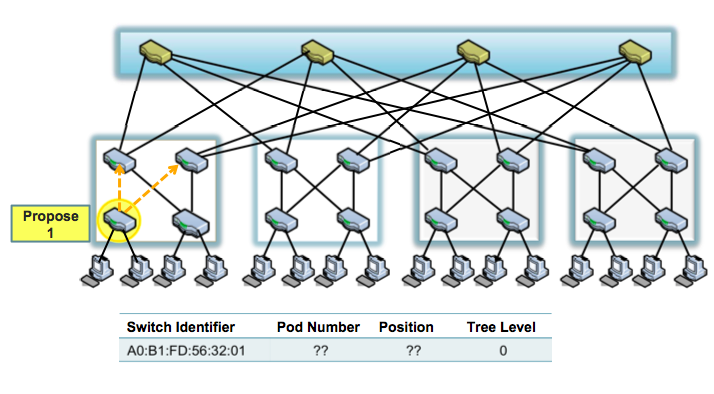 Propose
1
Switch Identifier Pod Number Position Tree Level
A0:B1:FD:56:32:01 ?? ?? 0